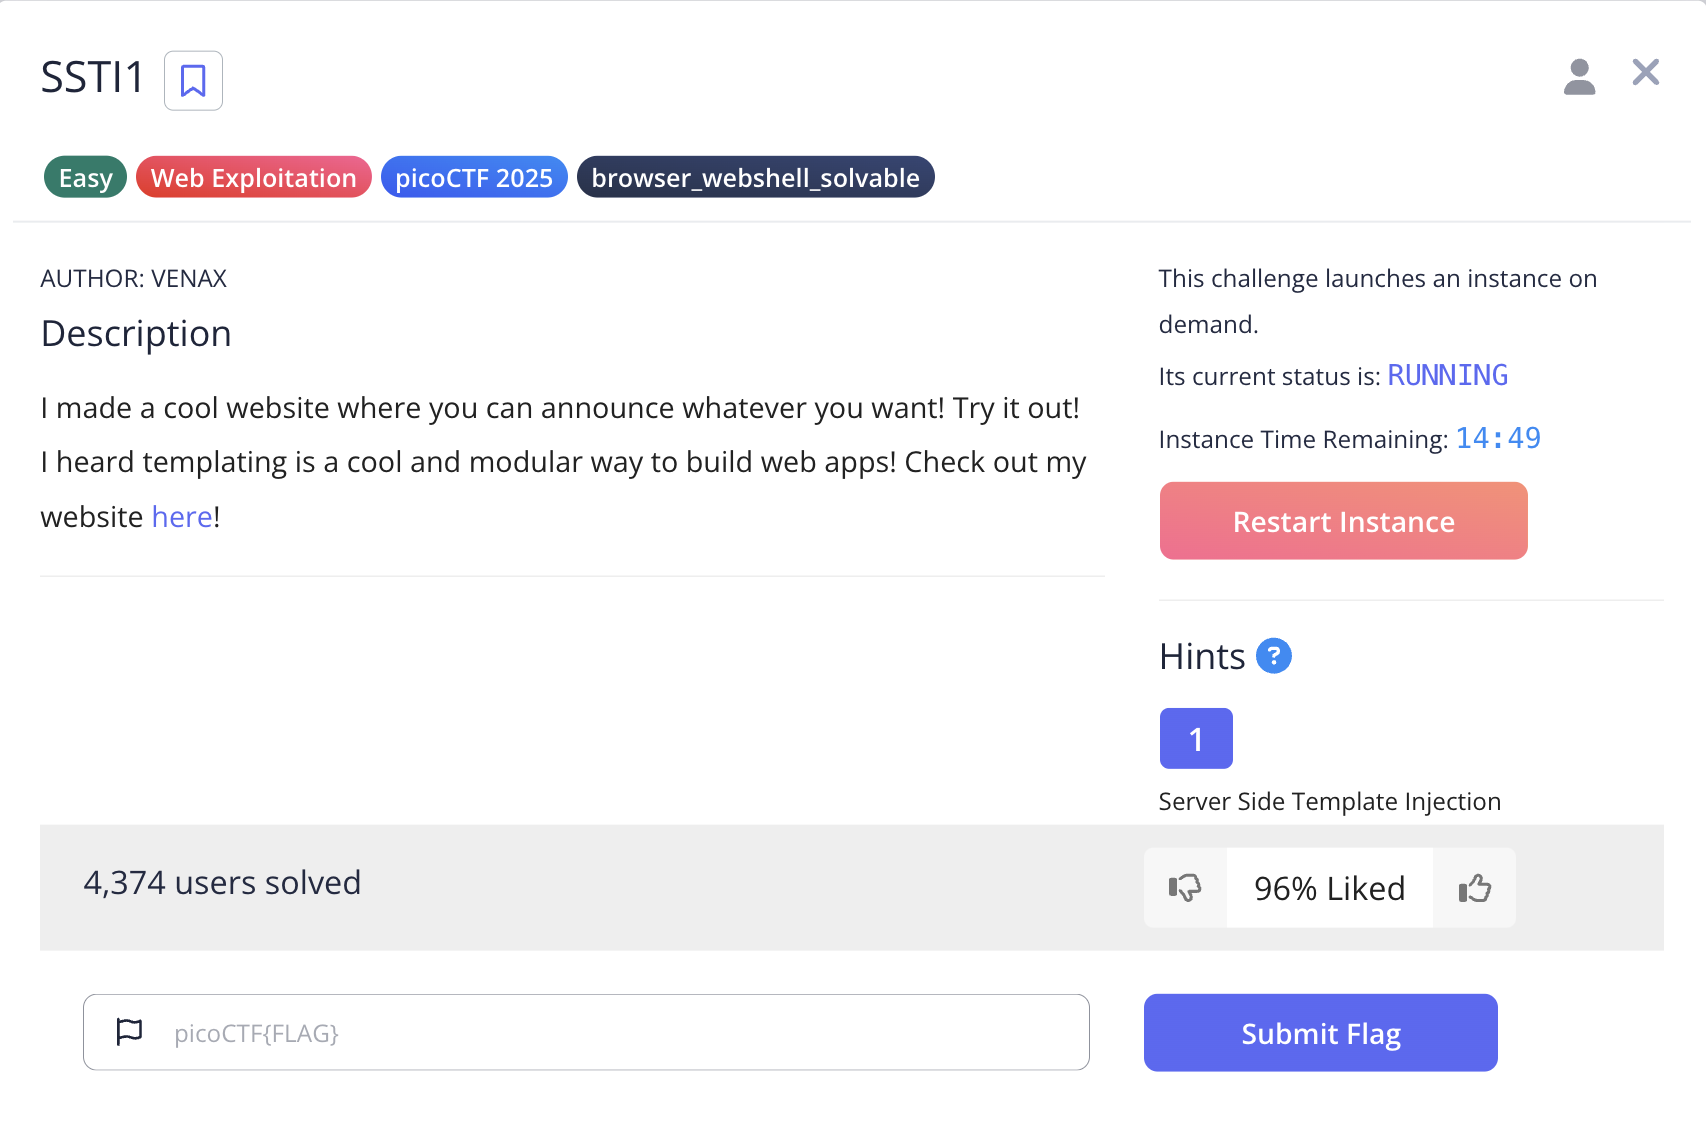 SSTI1
Easy Web Exploitation picoCTF 2025 browser_webshell_solvable
AUTHOR: VENAX
Description
I made a cool website where you can announce whatever you want! Try it out!
I heard templating is a cool and modular way to build web apps! Check out my
website here!
This challenge launches an instance on
demand.
Its current status is: RUNNING
Instance Time Remaining: 14:49
Restart Instance
Hints ?
1
Server Side Template Injection
4,374 users solved
96% Liked
picoCTF{FLAG}
Submit Flag